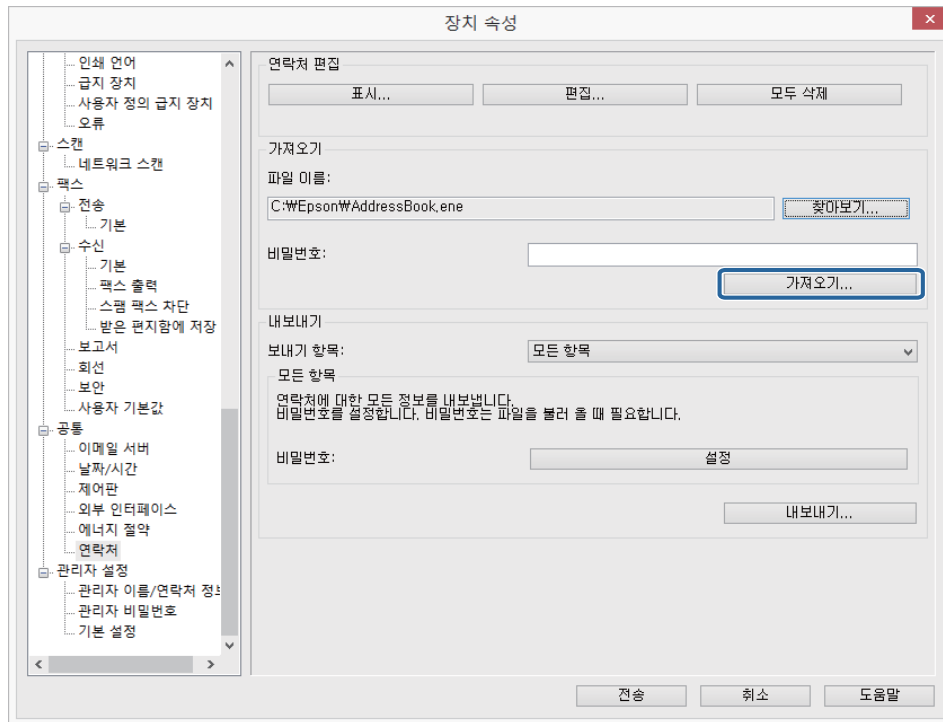 장치 속성
인쇄 언어
급지 장치
사용자 정의 급지 장치
오류
스캔
네트워크 스캔
팩스
전송
기본
수신
기본
팩스 출력
스팸 팩스 차단
받은 편지함에 저장
보고서
회선
보안
사용자 기본값
공통
이메일 서버
날짜/시간
제어판
외부 인터페이스
에너지 절약
연락처
관리자 설정
관리자 이름/연락처 정보
관리자 비밀번호
기본 설정
연락처 편집
표시... 편집... 모두 삭제
가져오기
파일 이름:
C:₩Epson₩AddressBook.ene 찾아보기...
비밀번호:
가져오기...
내보내기
보내기 항목: 모든 항목
모든 항목
연락처에 대한 모든 정보를 내보냅니다.
비밀번호를 설정합니다. 비밀번호는 파일을 불러 올 때 필요합니다.
비밀번호: 설정
내보내기...
전송 취소 도움말